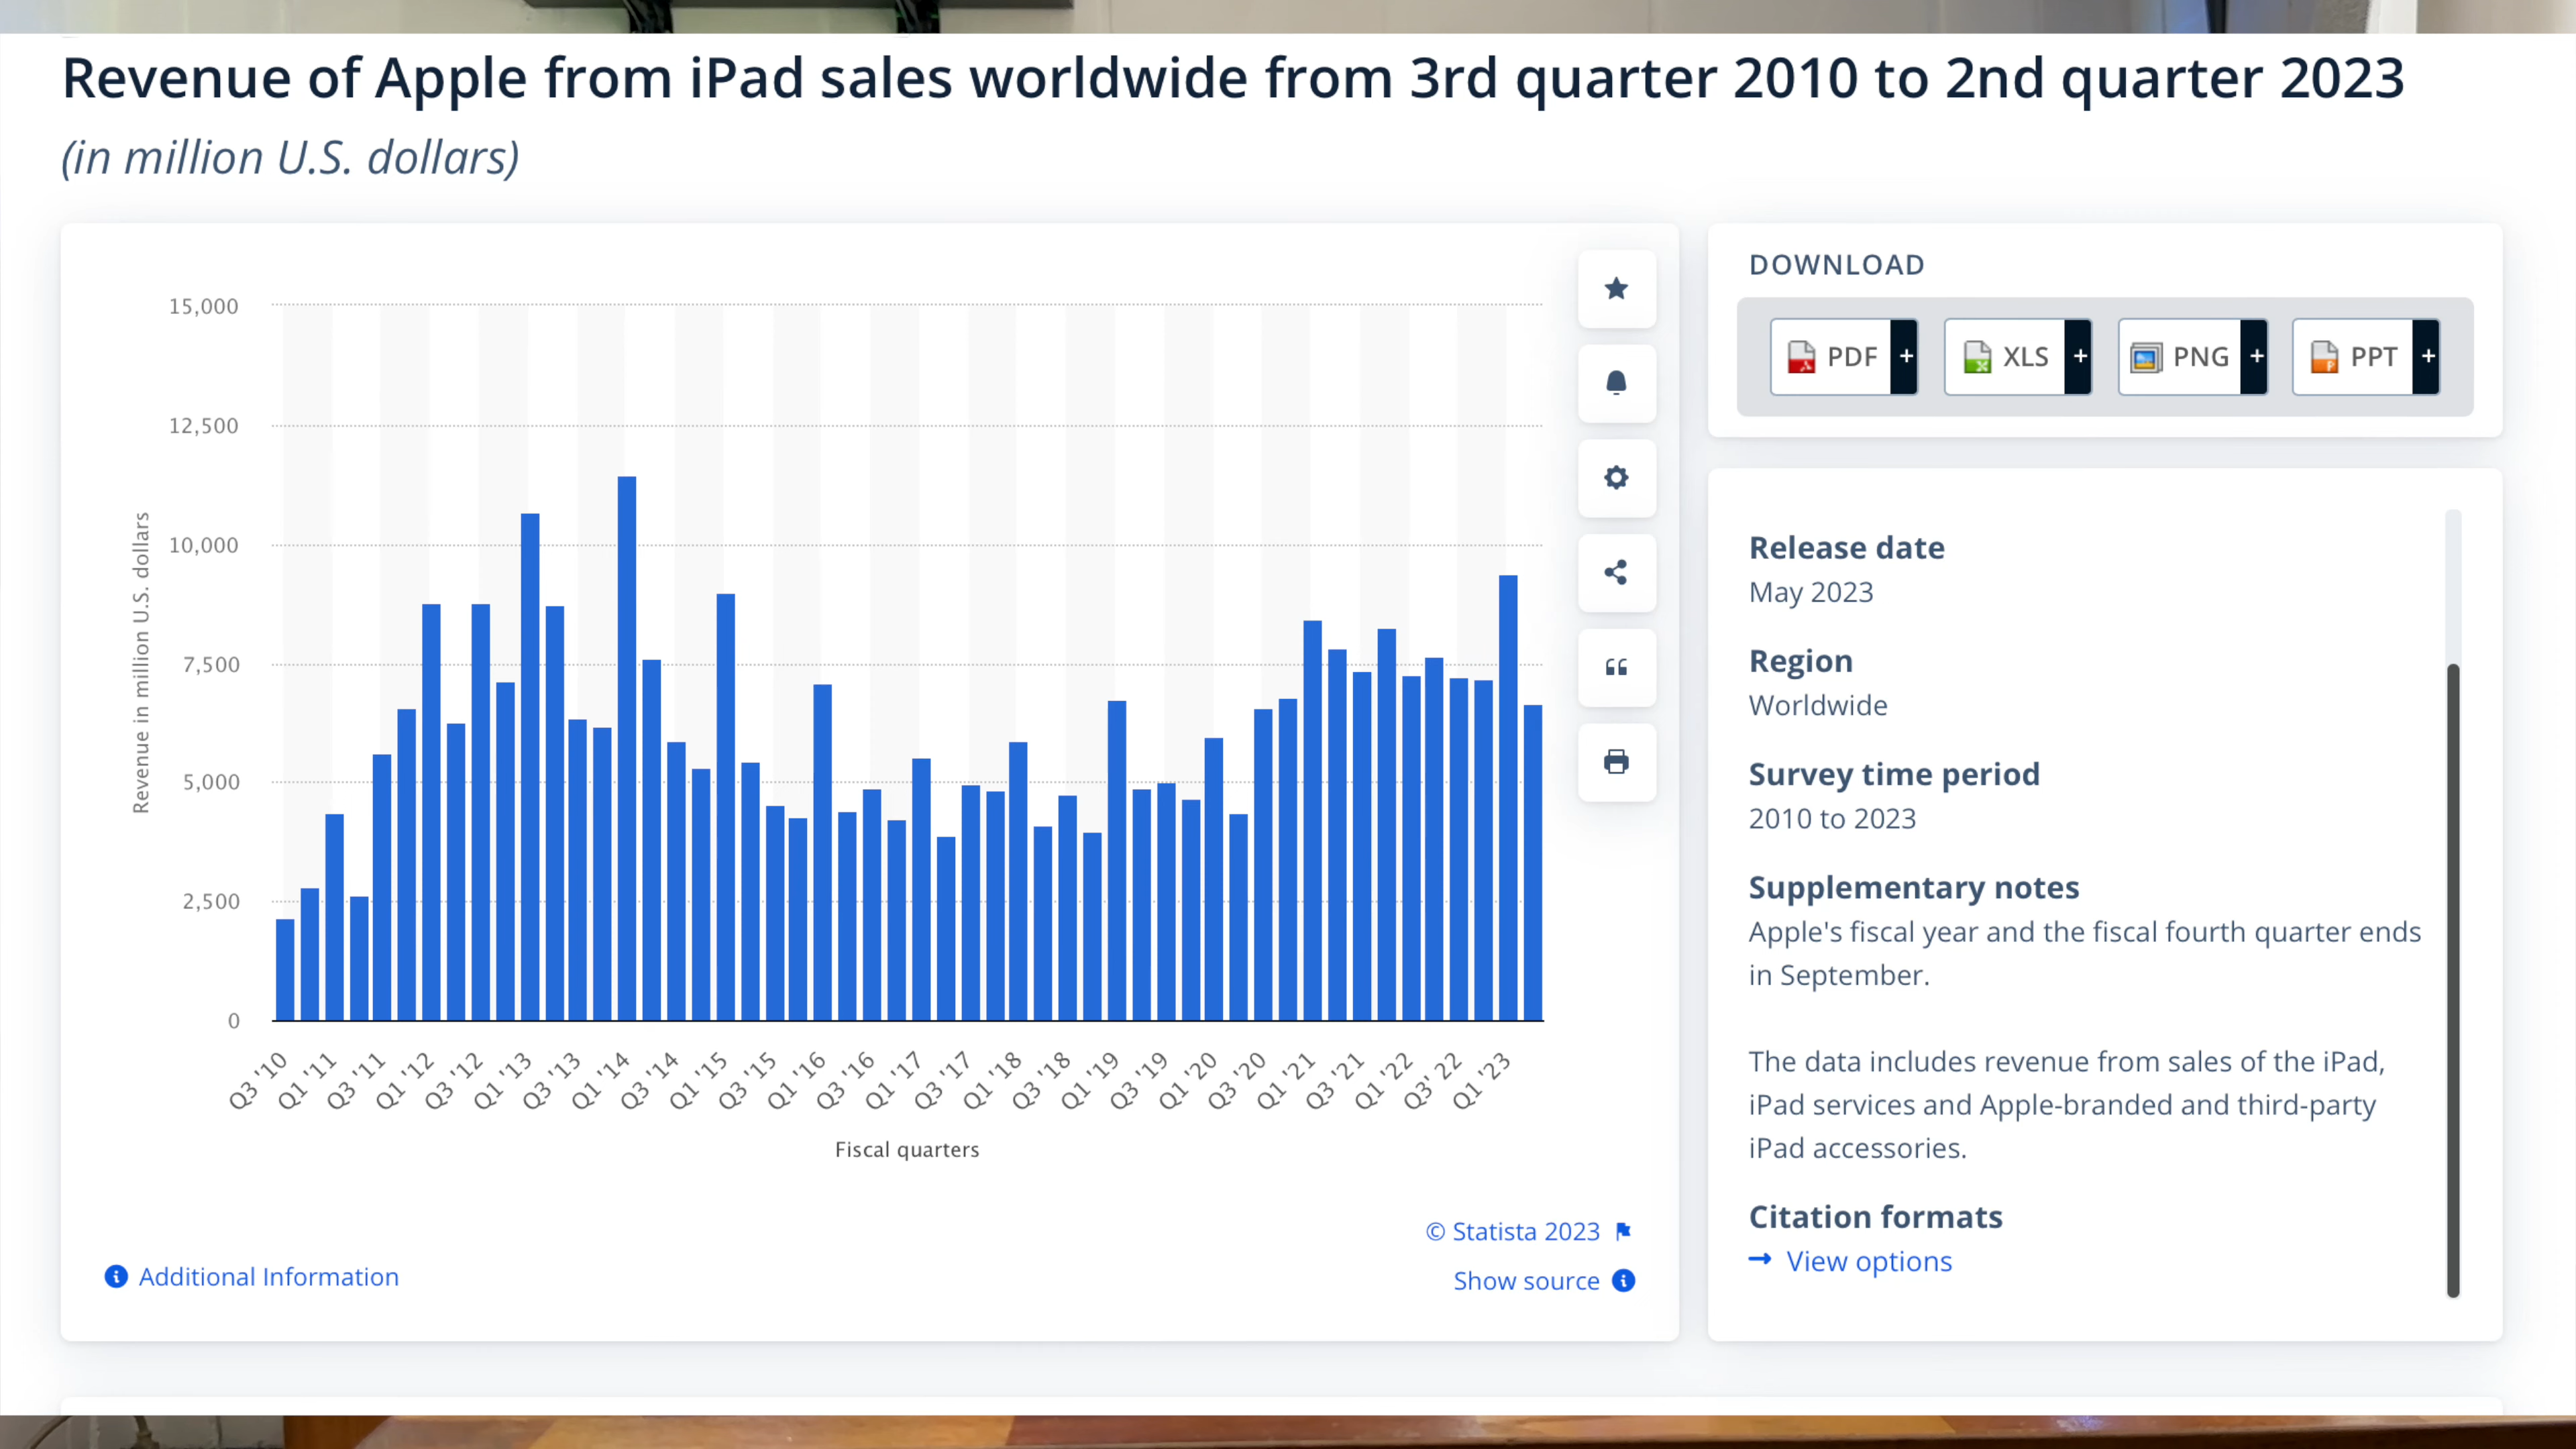 Revenue of Apple from iPad sales worldwide from 3rd quarter 2010 to 2nd quarter 2023
(in million U.S. dollars)
15,000
12,500
10,000
7,500
5,000
2,500
0
Revenue in million U.S. dollars
Q3 '10
Q1 '11
Q3 '11
Q1 '12
Q3 '12
Q1 '13
Q3 '13
Q1 '14
Q3 '14
Q1 '15
Q3 '15
Q1 '16
Q3 '16
Q1 '17
Q3 '17
Q1 '18
Q3 '18
Q1 '19
Q3 '19
Q1 '20
Q3 '20
Q1 '21
Q3 '21
Q1 '22
Q3' 22
Q1 '23
Fiscal quarters
© Statista 2023
Additional Information
Show source
DOWNLOAD
PDF +
XLS +
PNG +
PPT +
Release date
May 2023
Region
Worldwide
Survey time period
2010 to 2023
Supplementary notes
Apple's fiscal year and the fiscal fourth quarter ends
in September.
The data includes revenue from sales of the iPad,
iPad services and Apple-branded and third-party
iPad accessories.
Citation formats
→ View options